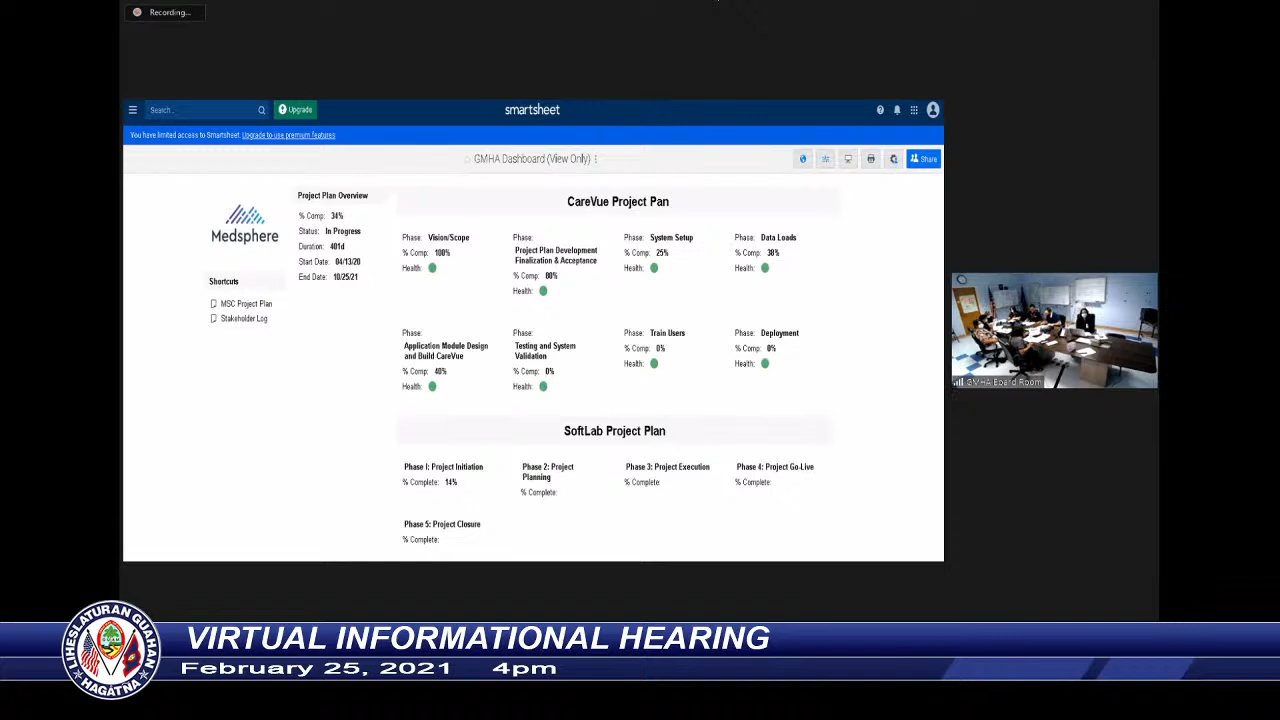 Recording...
Search...
Upgrade
smartsheet
You have limited access to Smartsheet. Upgrade to use premium features
GMHA Dashboard (View Only)
Share
Medsphere
Shortcuts
MSC Project Plan
Stakeholder Log
Project Plan Overview
% Comp: 34%
Status: In Progress
Duration: 401d
Start Date: 04/13/20
End Date: 10/25/21
CareVue Project Pan
Phase: Vision/Scope
% Comp: 100%
Health:
Phase:
Project Plan Development
Finalization & Acceptance
% Comp: 80%
Health:
Phase: System Setup
% Comp: 25%
Health:
Phase: Data Loads
% Comp: 38%
Health:
Phase:
Application Module Design
and Build CareVue
% Comp: 40%
Health:
Phase:
Testing and System
Validation
% Comp: 0%
Health:
Phase: Train Users
% Comp: 0%
Health:
Phase: Deployment
% Comp: 0%
Health:
SoftLab Project Plan
Phase I: Project Initiation
% Complete: 14%
Phase 2: Project
Planning
% Complete:
Phase 3: Project Execution
% Complete:
Phase 4: Project Go-Live
% Complete:
Phase 5: Project Closure
% Complete:
GMHA Board Room
LIHESLATURAN GUAHAN
HAGATNA
VIRTUAL INFORMATIONAL HEARING
February 25, 2021 4pm